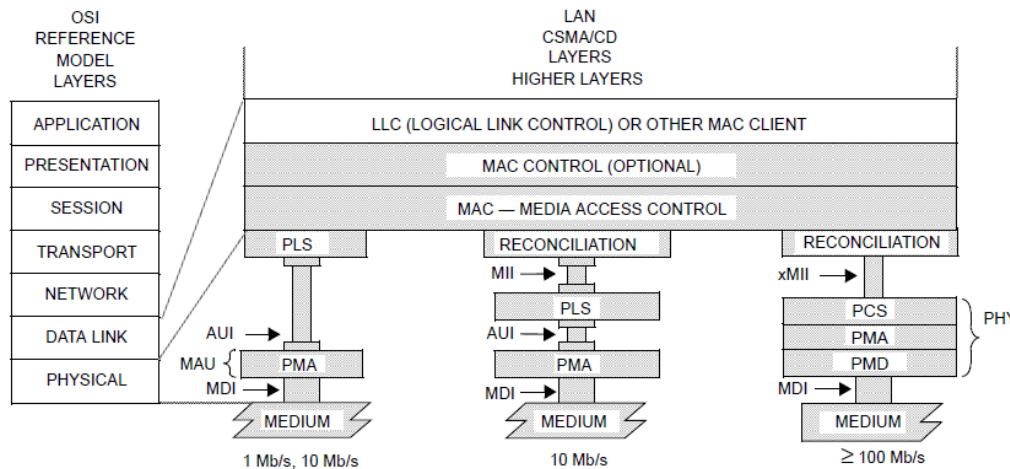 OSI
REFERENCE
MODEL
LAYERS
APPLICATION
PRESENTATION
SESSION
TRANSPORT
NETWORK
DATA LINK
PHYSICAL
LAN
CSMA/CD
LAYERS
HIGHER LAYERS
LLC (LOGICAL LINK CONTROL) OR OTHER MAC CLIENT
MAC CONTROL (OPTIONAL)
MAC — MEDIA ACCESS CONTROL
PLS
AUI
MAU
PMA
MDI
MEDIUM
1 Mb/s, 10 Mb/s
RECONCILIATION
MII
PLS
AUI
PMA
MDI
MEDIUM
10 Mb/s
RECONCILIATION
xMII
PCS
PMA
PMD
PHY
MDI
MEDIUM
≥ 100 Mb/s